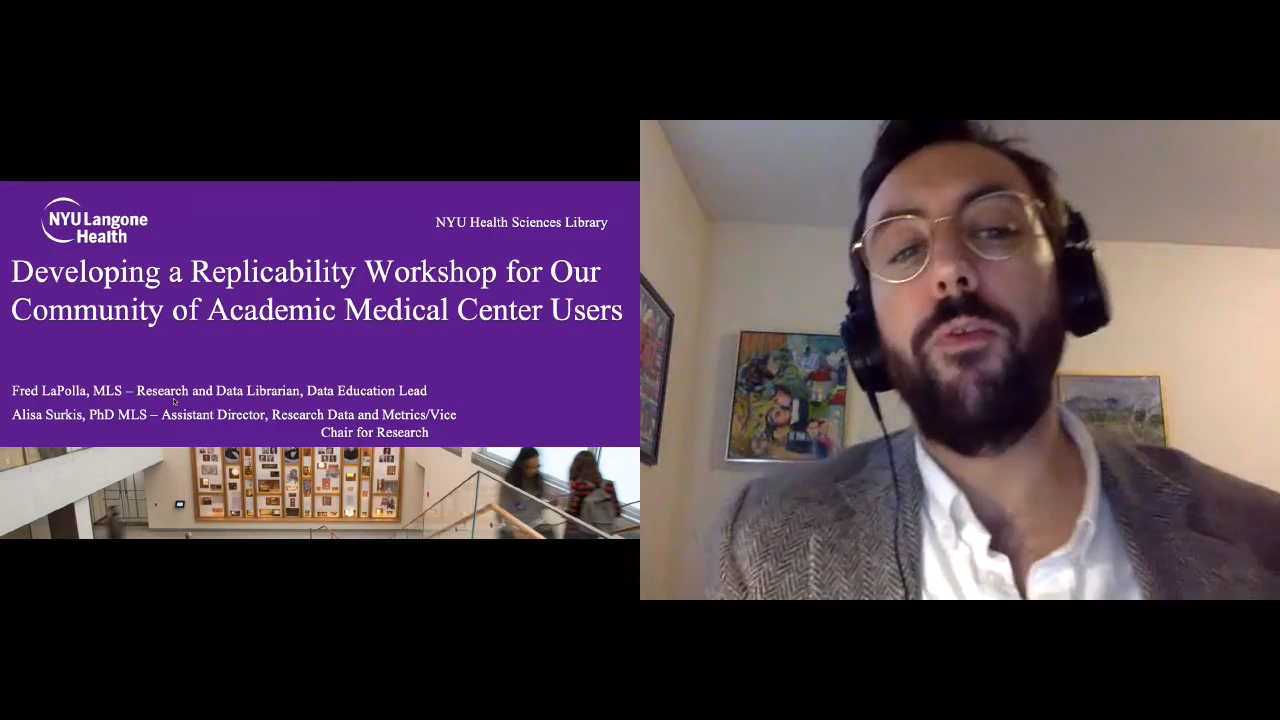 NYU Langone
Health
NYU Health Sciences Library
Developing a Replicability Workshop for Our
Community of Academic Medical Center Users
Fred LaPolla, MLS – Research and Data Librarian, Data Education Lead
Alisa Surkis, PhD MLS – Assistant Director, Research Data and Metrics/Vice
Chair for Research